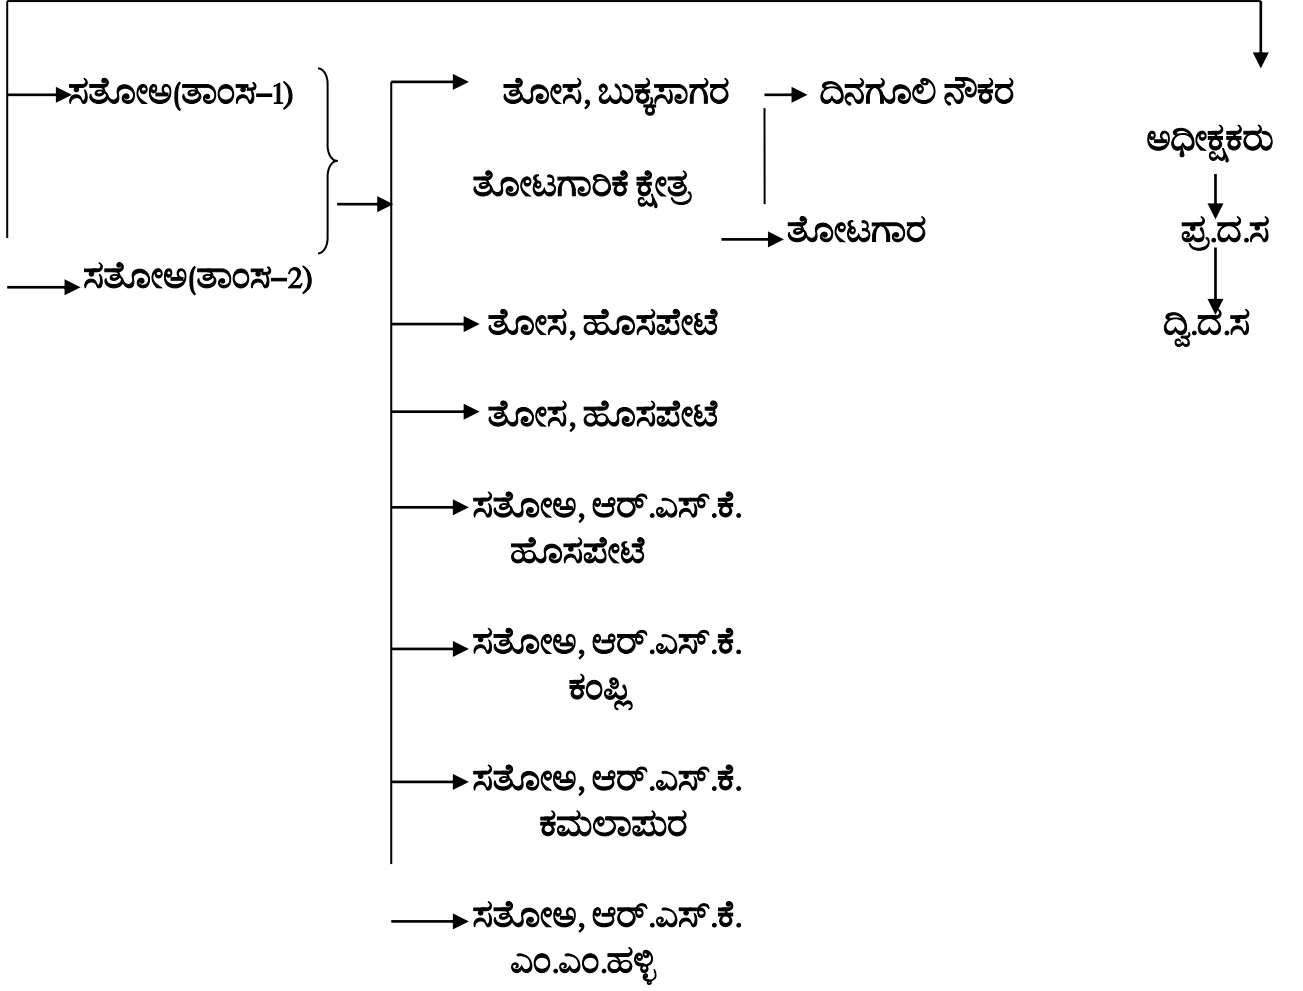 ಸತೋಅ(ತಾಂಸ–1)
ಸತೋಅ(ತಾಂಸ–2)
ತೋಸ, ಬುಕ್ಕಸಾಗರ
ತೋಟಗಾರಿಕೆ ಕ್ಷೇತ್ರ
ದಿನಗೂಲಿ ನೌಕರ
ತೋಟಗಾರ
ತೋಸ, ಹೊಸಪೇಟೆ
ತೋಸ, ಹೊಸಪೇಟೆ
ಸತೋಅ, ಆರ್.ಎಸ್.ಕೆ.
ಹೊಸಪೇಟೆ
ಸತೋಅ, ಆರ್.ಎಸ್.ಕೆ.
ಕಂಪ್ಲಿ
ಸತೋಅ, ಆರ್.ಎಸ್.ಕೆ.
ಕಮಲಾಪುರ
ಸತೋಅ, ಆರ್.ಎಸ್.ಕೆ.
ಎಂ.ಎಂ.ಹಳ್ಳಿ
ಅಧೀಕ್ಷಕರು
ಪ್ರ.ದ.ಸ
ದ್ವಿ.ದ.ಸ